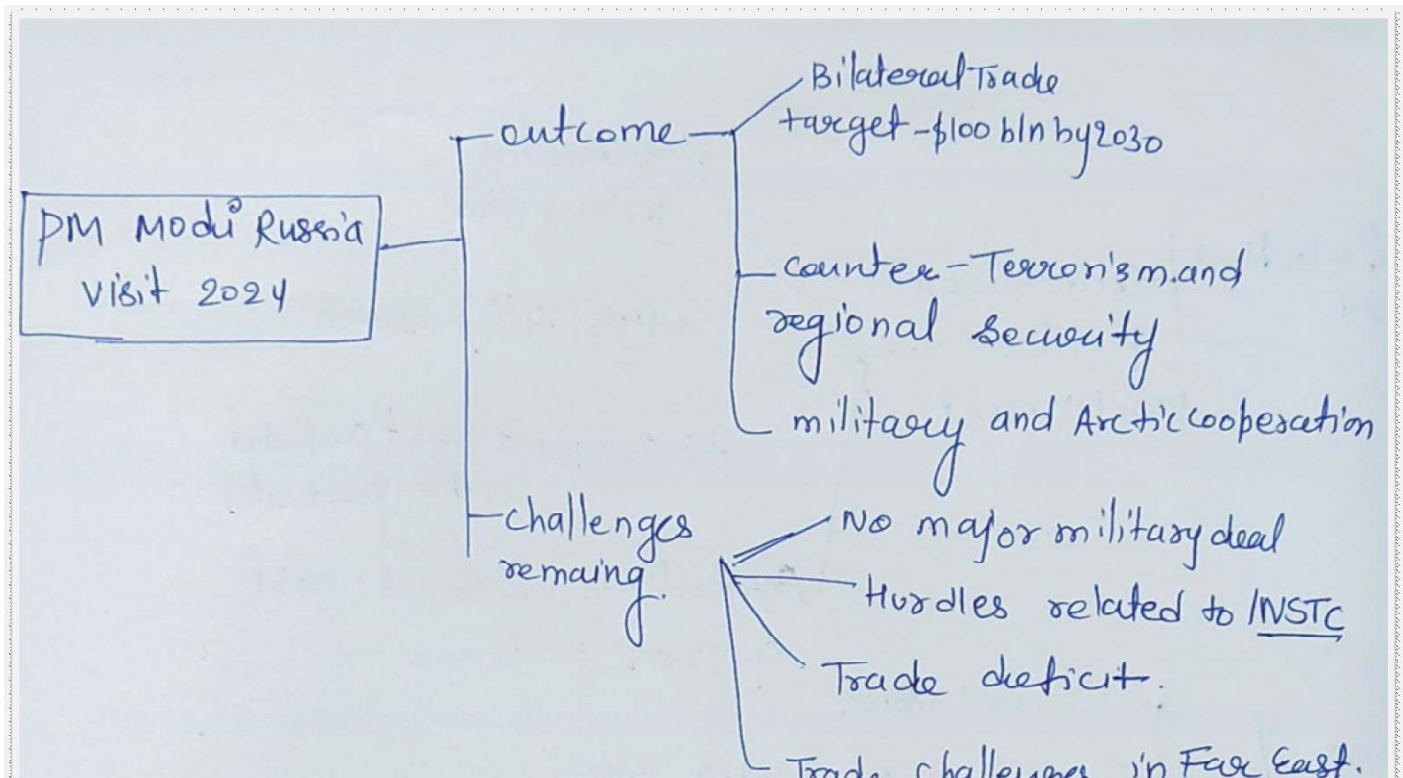 PM Modi Russia
visit 2024
outcome
Bilateral Trade
target - $100 bln by 2030
counter-Terrorism and
regional security
military and Arctic cooperation
challenges
remaing.
No major military deal
Hurdles related to INSTC
Trade deficit.
Trade challenges in Far East.